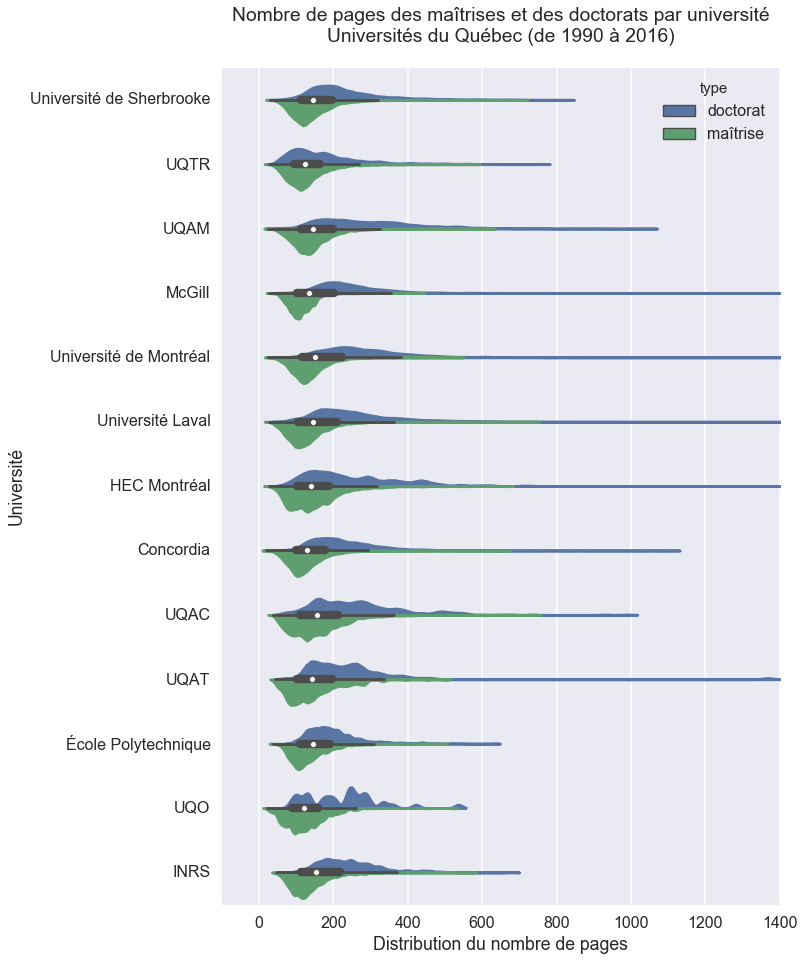 Nombre de pages des maîtrises et des doctorats par université
Universités du Québec (de 1990 à 2016)
type
doctorat
maîtrise
Université de Sherbrooke
UQTR
UQAM
McGill
Université de Montréal
Université Laval
HEC Montréal
Concordia
UQAC
UQAT
École Polytechnique
UQO
INRS
Université
0 200 400 600 800 1000 1200 1400
Distribution du nombre de pages